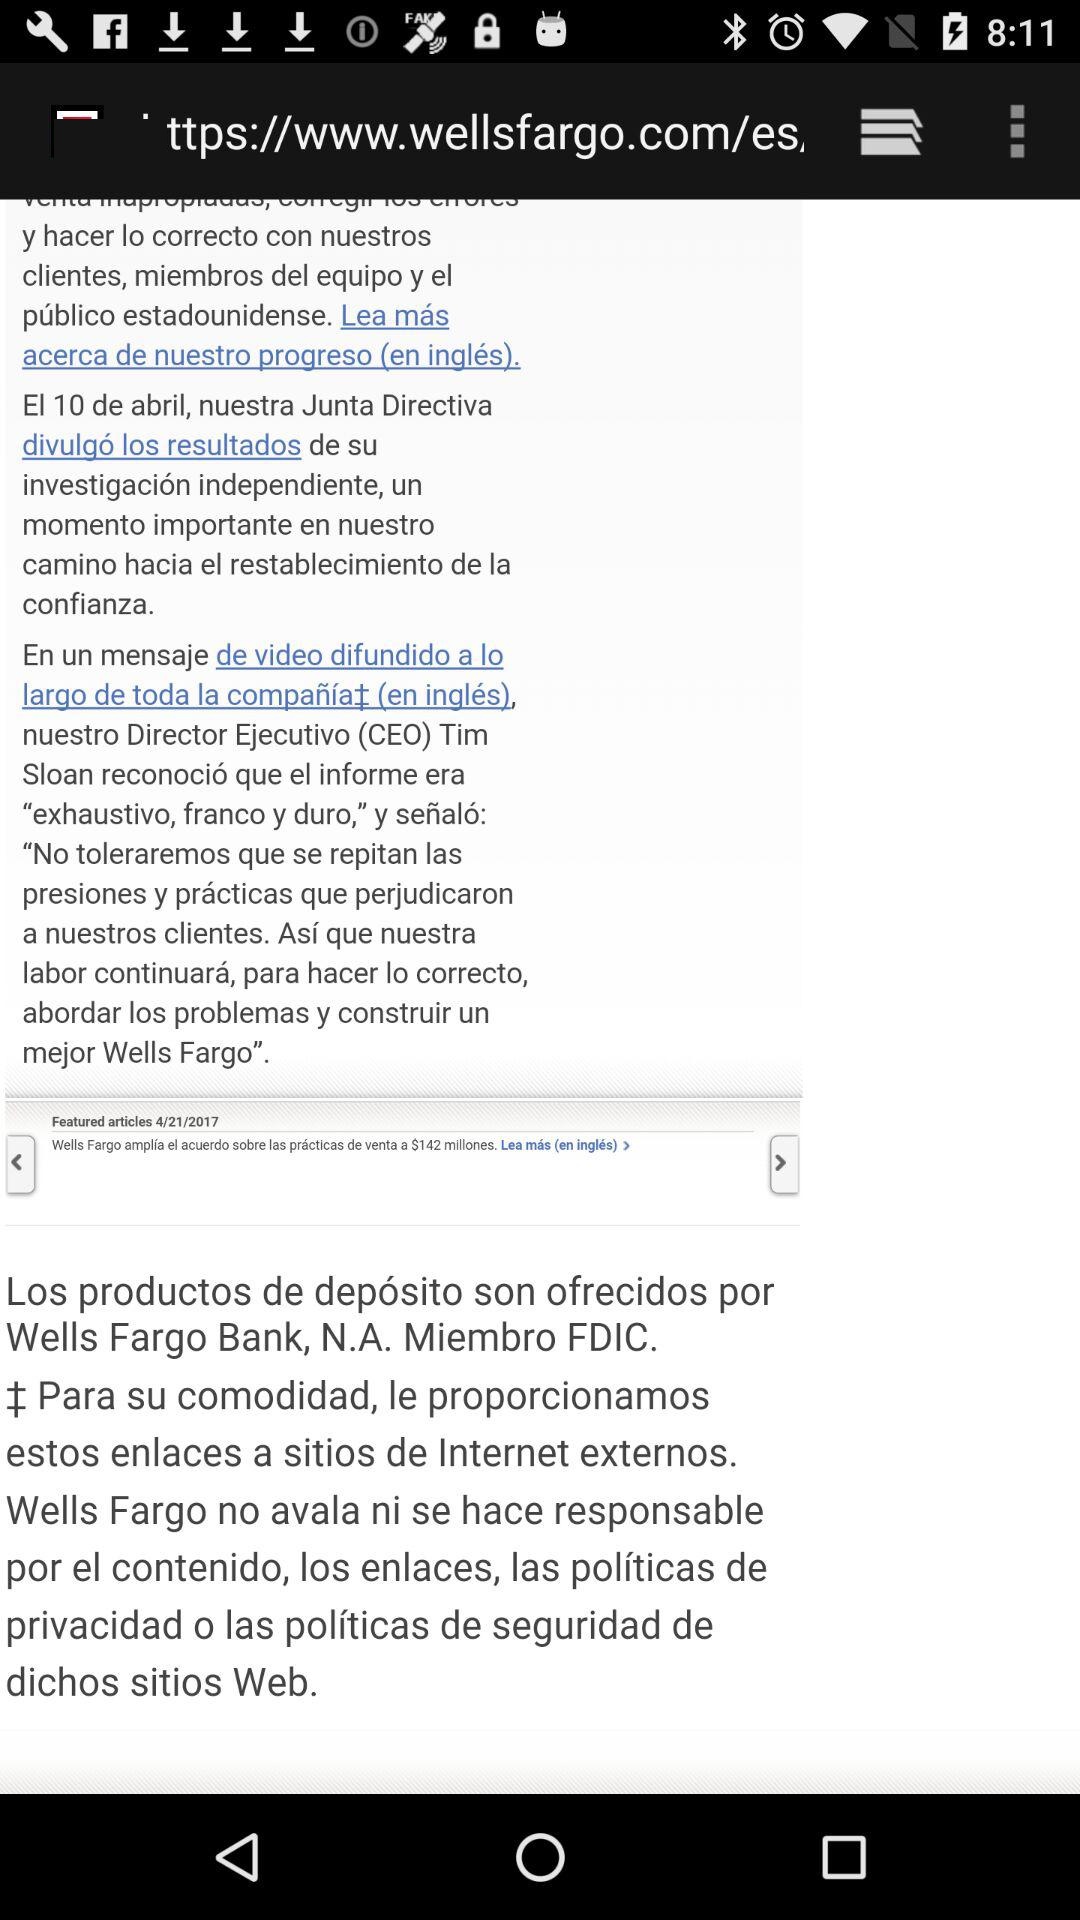 FAKE
8:11
ttps://www.wellsfargo.com/es/
venta inapropiadas, corregir los errores
y hacer lo correcto con nuestros
clientes, miembros del equipo y el
público estadounidense. Lea más
acerca de nuestro progreso (en inglés).
El 10 de abril, nuestra Junta Directiva
divulgó los resultados de su
investigación independiente, un
momento importante en nuestro
camino hacia el restablecimiento de la
confianza.
En un mensaje de video difundido a lo
largo de toda la compañía‡ (en inglés),
nuestro Director Ejecutivo (CEO) Tim
Sloan reconoció que el informe era
“exhaustivo, franco y duro,” y señaló:
“No toleraremos que se repitan las
presiones y prácticas que perjudicaron
a nuestros clientes. Así que nuestra
labor continuará, para hacer lo correcto,
abordar los problemas y construir un
mejor Wells Fargo”.
Featured articles 4/21/2017
Wells Fargo amplía el acuerdo sobre las prácticas de venta a $142 millones. Lea más (en inglés)
Los productos de depósito son ofrecidos por
Wells Fargo Bank, N.A. Miembro FDIC.
‡ Para su comodidad, le proporcionamos
estos enlaces a sitios de Internet externos.
Wells Fargo no avala ni se hace responsable
por el contenido, los enlaces, las políticas de
privacidad o las políticas de seguridad de
dichos sitios Web.